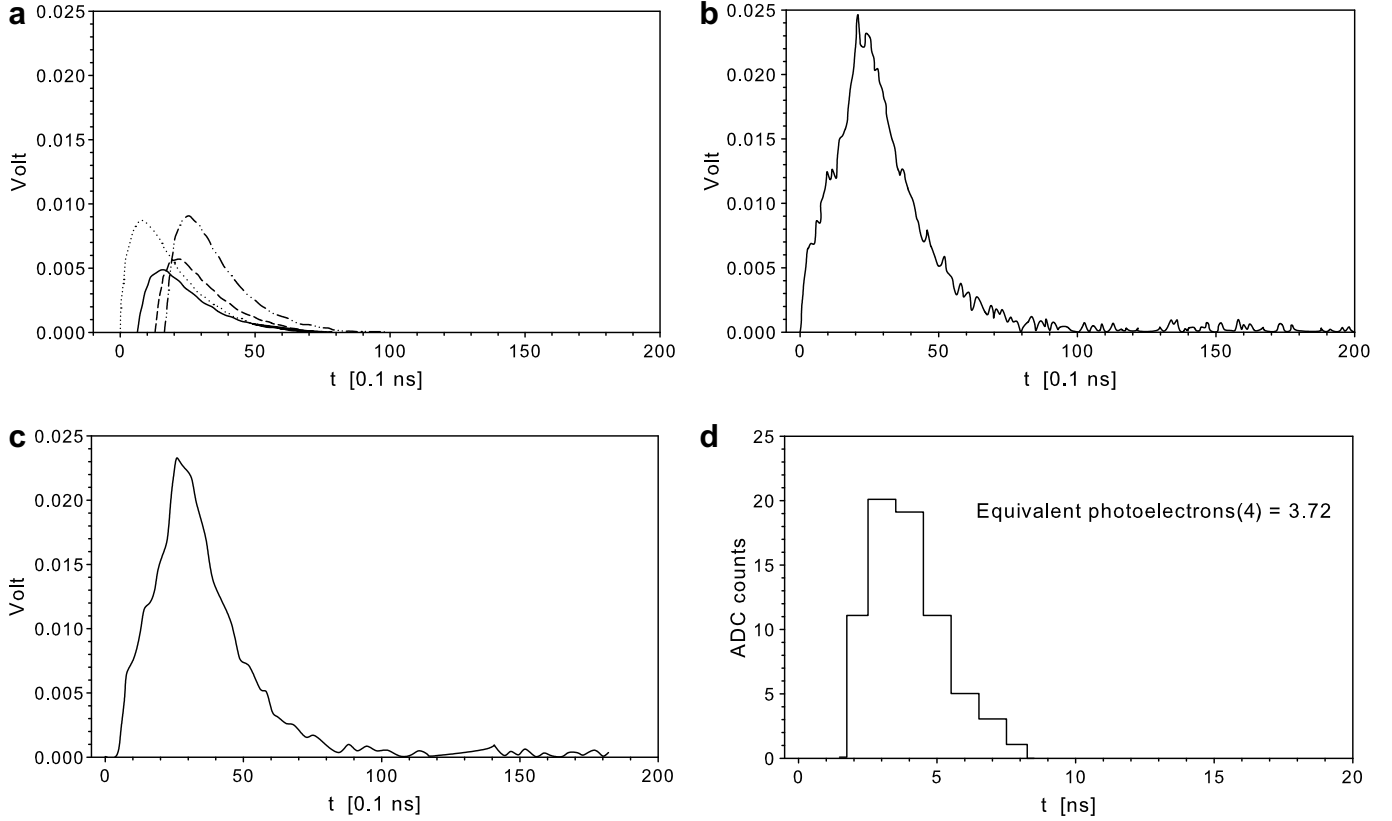 a
0.025
0.020
0.015
0.010
0.005
0.000
Volt
0 50 100 150 200
t [0.1 ns]
b
0.025
0.020
0.015
0.010
0.005
0.000
Volt
0 50 100 150 200
t [0.1 ns]
c
0.025
0.020
0.015
0.010
0.005
0.000
Volt
0 50 100 150 200
t [0.1 ns]
d
25
20
15
10
5
0
ADC counts
Equivalent photoelectrons(4) = 3.72
0 5 10 15 20
t [ns]